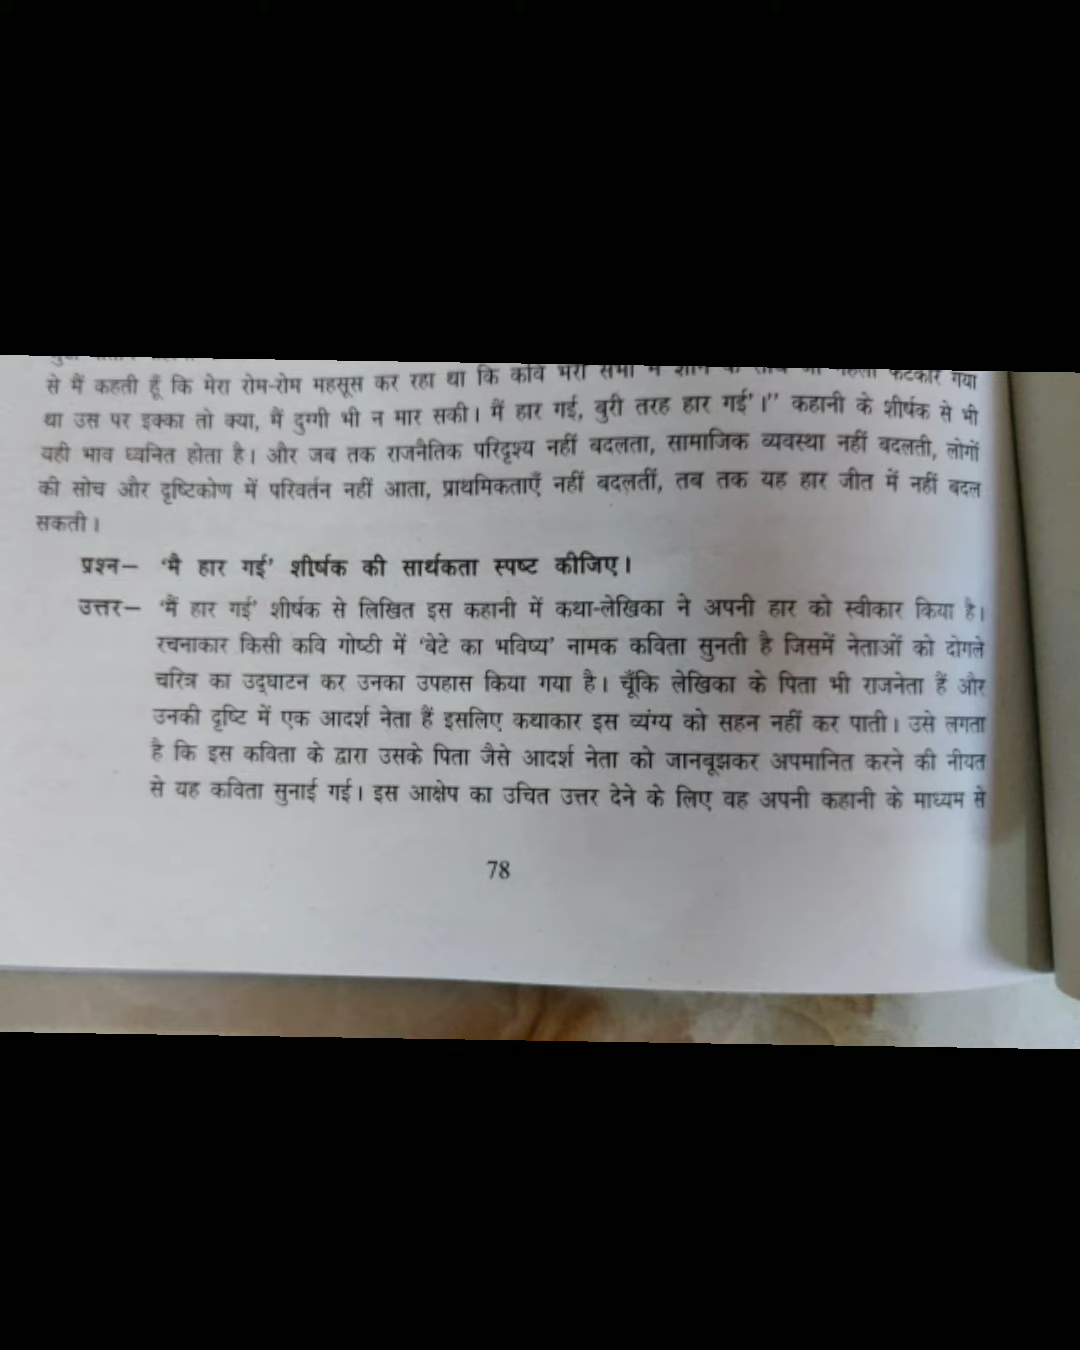 से मैं कहती हूँ कि मेरा रोम-रोम महसूस कर रहा था कि कवि भरी सभा में शान के साथ जो नहला फटकार गया
था उस पर इक्का तो क्या, मैं दुग्गी भी न मार सकी। मैं हार गई, बुरी तरह हार गई'।'' कहानी के शीर्षक से भी
यही भाव ध्वनित होता है। और जब तक राजनैतिक परिदृश्य नहीं बदलता, सामाजिक व्यवस्था नहीं बदलती, लोगों
की सोच और दृष्टिकोण में परिवर्तन नहीं आता, प्राथमिकताएँ नहीं बदलतीं, तब तक यह हार जीत में नहीं बदल
सकती।
प्रश्न– 'मै हार गई' शीर्षक की सार्थकता स्पष्ट कीजिए।
उत्तर– 'मैं हार गई' शीर्षक से लिखित इस कहानी में कथा-लेखिका ने अपनी हार को स्वीकार किया है।
रचनाकार किसी कवि गोष्ठी में 'बेटे का भविष्य' नामक कविता सुनती है जिसमें नेताओं को दोगले
चरित्र का उद्घाटन कर उनका उपहास किया गया है। चूँकि लेखिका के पिता भी राजनेता हैं और
उनकी दृष्टि में एक आदर्श नेता हैं इसलिए कथाकार इस व्यंग्य को सहन नहीं कर पाती। उसे लगता
है कि इस कविता के द्वारा उसके पिता जैसे आदर्श नेता को जानबूझकर अपमानित करने की नीयत
से यह कविता सुनाई गई। इस आक्षेप का उचित उत्तर देने के लिए वह अपनी कहानी के माध्यम से
78